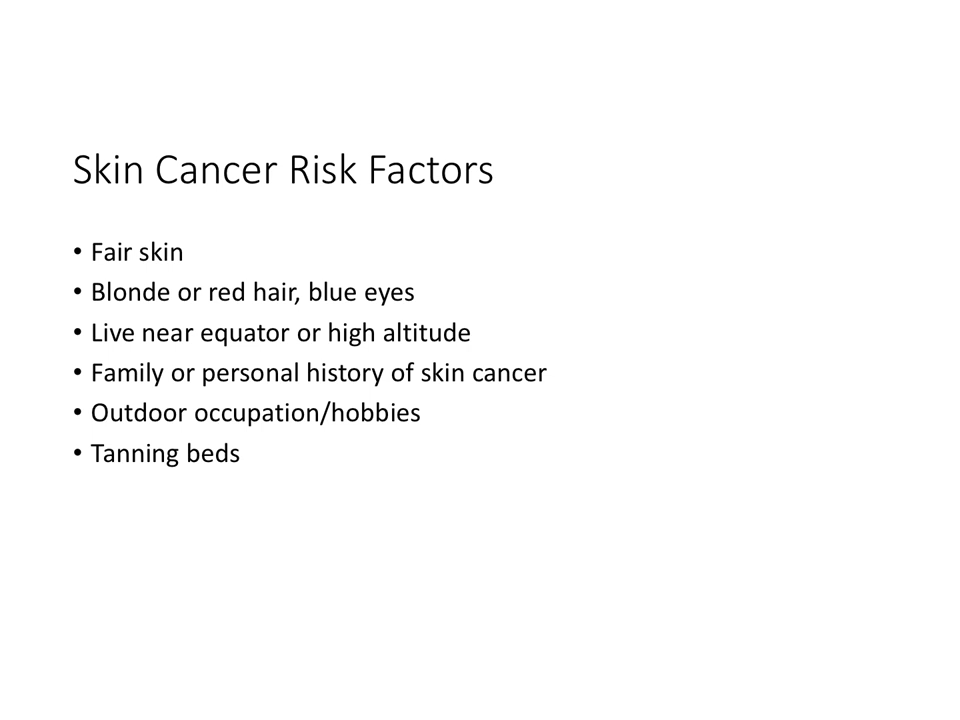 Skin Cancer Risk Factors
• Fair skin
• Blonde or red hair, blue eyes
• Live near equator or high altitude
• Family or personal history of skin cancer
• Outdoor occupation/hobbies
• Tanning beds